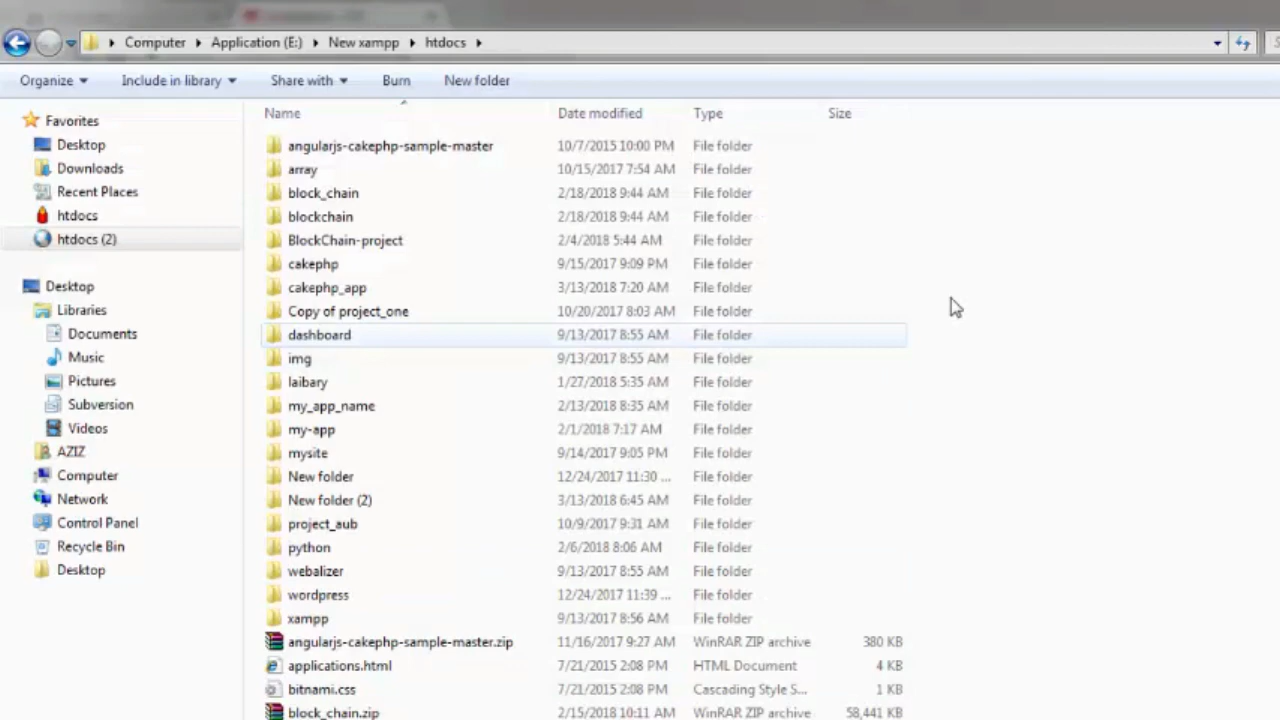 Computer Application (E:) New xampp htdocs
Organize Include in library Share with Burn New folder
Name Date modified Type Size
Favorites
Desktop
Downloads
Recent Places
htdocs
htdocs (2)
Desktop
Libraries
Documents
Music
Pictures
Subversion
Videos
AZIZ
Computer
Network
Control Panel
Recycle Bin
Desktop
angularjs-cakephp-sample-master 10/7/2015 10:00 PM File folder
array 10/15/2017 7:54 AM File folder
block_chain 2/18/2018 9:44 AM File folder
blockchain 2/18/2018 9:44 AM File folder
BlockChain-project 2/4/2018 5:44 AM File folder
cakephp 9/15/2017 9:09 PM File folder
cakephp_app 3/13/2018 7:20 AM File folder
Copy of project_one 10/20/2017 8:03 AM File folder
dashboard 9/13/2017 8:55 AM File folder
img 9/13/2017 8:55 AM File folder
laibary 1/27/2018 5:35 AM File folder
my_app_name 2/13/2018 8:35 AM File folder
my-app 2/1/2018 7:17 AM File folder
mysite 9/14/2017 9:05 PM File folder
New folder 12/24/2017 11:30 ... File folder
New folder (2) 3/13/2018 6:45 AM File folder
project_aub 10/9/2017 9:31 AM File folder
python 2/6/2018 8:06 AM File folder
webalizer 9/13/2017 8:55 AM File folder
wordpress 12/24/2017 11:39 ... File folder
xampp 9/13/2017 8:56 AM File folder
angularjs-cakephp-sample-master.zip 11/16/2017 9:27 AM WinRAR ZIP archive 380 KB
applications.html 7/21/2015 2:08 PM HTML Document 4 KB
bitnami.css 7/21/2015 2:08 PM Cascading Style S... 1 KB
block_chain.zip 2/15/2018 10:11 AM WinRAR ZIP archive 58,441 KB